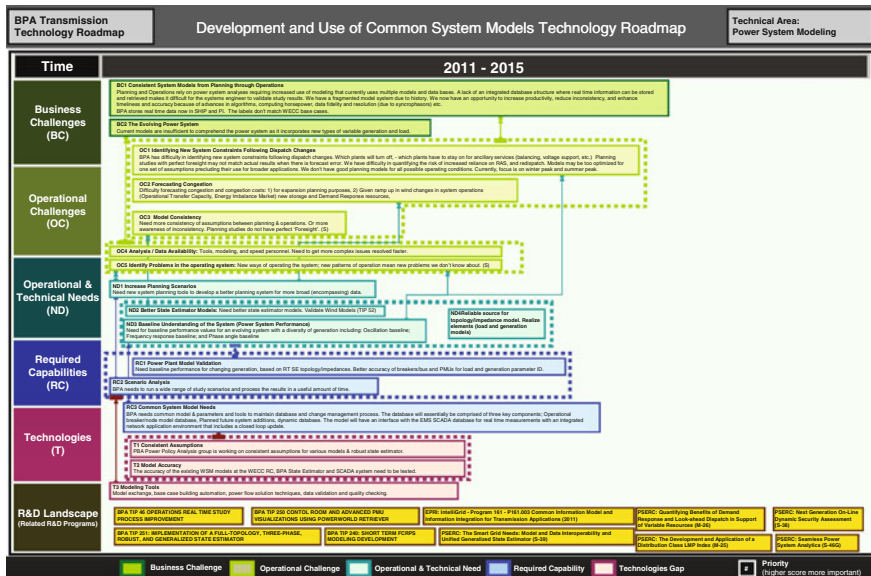 BPA Transmission
Technology Roadmap
Development and Use of Common System Models Technology Roadmap
Technical Area:
Power System Modeling
Time
2011 - 2015
Business
Challenges
(BC)
BC1 Consistent System Models from Planning through Operations
Planning and Operations rely on power system analyses requiring increased use of modeling that currently uses multiple models and data bases. A lack of an integrated database structure where real time information can be stored
and retrieved makes it difficult for the systems engineer to validate study results. We have a fragmented model system due to history. We now have an opportunity to increase productivity, reduce inconsistency, and enhance
timeliness and accuracy because of advances in algorithms, computing horsepower, data fidelity and resolution (due to syncrophasors) etc.
BPA stores real time data now in SHIP and PI. The labels don't match WECC base cases.
BC2 The Evolving Power System
Current models are insufficient to comprehend the power system as it incorporates new types of variable generation and load.
Operational
Challenges
(OC)
OC1 Identifying New System Constraints Following Dispatch Changes
BPA has difficulty in identifying new system constraints following dispatch changes. Which plants will turn off, - which plants have to stay on for ancillary services (balancing, voltage support, etc.) Planning
studies with perfect foresight may not match actual results when there is forecast error. We have difficulty in quantifying the risk of increased reliance on RAS, and redispatch. Models may be too optimized for
one set of assumptions precluding their use for broader applications. We don't have good planning models for all possible operating conditions. Currently, focus is on winter peak and summer peak.
OC2 Forecasting Congestion
Difficulty forecasting congestion and congestion costs: 1) for expansion planning purposes, 2) Given ramp up in wind changes in system operations
(Operational Transfer Capacity, Energy Imbalance Market) new storage and Demand Response resources,
OC3 Model Consistency
Need more consistency of assumptions between planning & operations. Or more
awareness of inconsistency. Planning studies do not have perfect 'Foresight'. (S)
OC4 Analysis / Data Availability: Tools, modeling, and speed personnel. Need to get more complex issues resolved faster.
OC5 Identify Problems in the operating system: New ways of operating the system; new patterns of operation mean new problems we don't know about. (S)
Operational &
Technical Needs
(ND)
ND1 Increase Planning Scenarios
Need new system planning tools to develop a better planning system for more broad (encompassing) data.
ND2 Better State Estimator Models: Need better state estimator models. Validate Wind Models (TIP 52)
ND3 Baseline Understanding of the System (Power System Performance)
Need for baseline performance values for an evolving system with a diversity of generation including: Oscillation baseline;
Frequency response baseline; and Phase angle baseline
ND4Reliable source for
topology/impedance model. Realize
elements (load and generation
models)
Required
Capabilities
(RC)
RC1 Power Plant Model Validation
Need baseline performance for changing generation, based on RT SE topology/impedances. Better accuracy of breakers/bus and PMUs for load and generation parameter ID.
RC2 Scenario Analysis
BPA needs to run a wide range of study scenarios and process the results in a useful amount of time.
RC3 Common System Model Needs
BPA needs common model & parameters and tools to maintain database and change management process. The database will essentially be comprised of three key components; Operational
breaker/node model database, Planned future system additions, dynamic database. The model will have an interface with the EMS SCADA database for real time measurements with an integrated
network application environment that includes a closed loop update.
Technologies
(T)
T1 Consistent Assumptions
PBA Power Policy Analysis group is working on consistent assumptions for various models & robust state estimator.
T2 Model Accuracy
The accuracy of the existing WSM models at the WECC RC, BPA State Estimator and SCADA system need to be tested.
T3 Modeling Tools
Model exchange, base case building automation, power flow solution techniques, data validation and quality checking.
R&D Landscape
(Related R&D Programs)
BPA TIP 46 OPERATIONS REAL TIME STUDY
PROCESS IMPROVEMENT
BPA TIP 250 CONTOL ROOM AND ADVANCED PMU
VISUALIZATIONS USING POWERWORLD RETRIEVER
EPRI: IntelliGrid - Program 161 - P161.003 Common Information Model and
Information Integration for Transmission Applications (2011)
PSERC: Quantifying Benefits of Demand
Response and Look-ahead Dispatch in Support
of Variable Resources (M-26)
PSERC: Next Generation On-Line
Dynamic Security Assessment
(S-38)
BPA TIP 251: IMPLEMENTATION OF A FULL-TOPOLOGY, THREE-PHASE,
ROBUST, AND GENERALIZED STATE ESTIMATOR
BPA TIP 240: SHORT TERM FCRPS
MODELING DEVELOPMENT
PSERC: The Smart Grid Needs: Model and Data Interoperability and
Unified Generalized State Estimator (S-39)
PSERC: The Development and Application of a
Distribution Class LMP Index (M-25)
PSERC: Seamless Power
System Analytics (S-46G)
Business Challenge
Operational Challenge
Operational & Technical Need
Required Capability
Technologies Gap
#
Priority
(higher score more important)